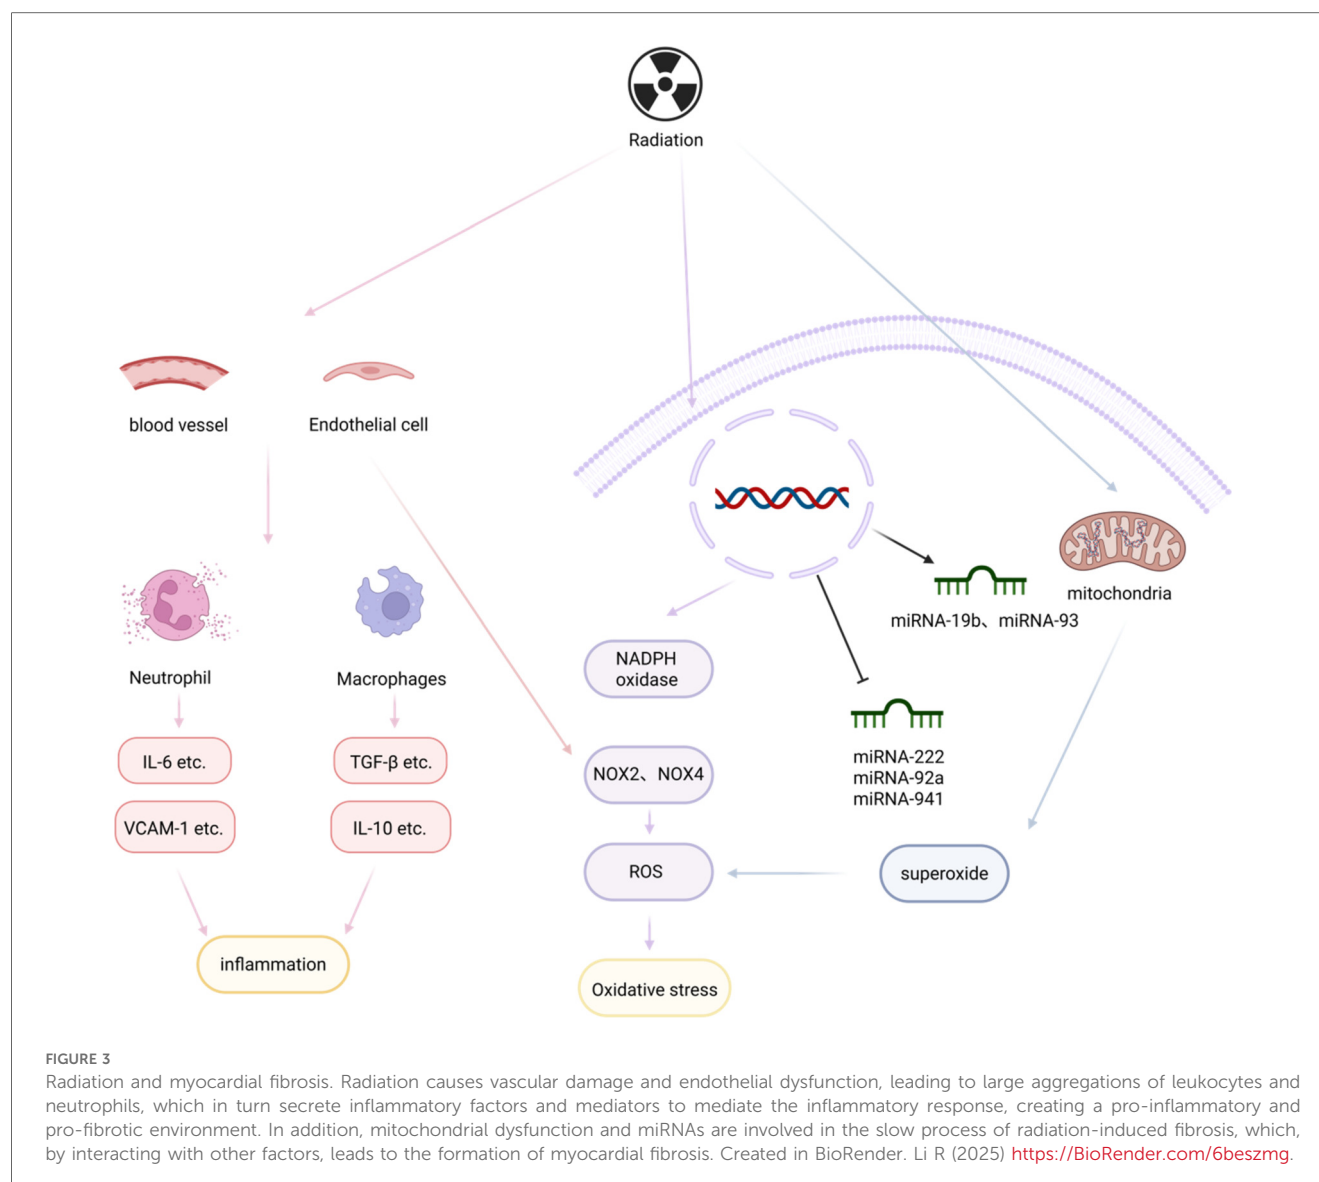 Radiation
blood vessel
Endothelial cell
mitochondria
miRNA-19b、miRNA-93
NADPH
oxidase
Neutrophil
Macrophages
miRNA-222
miRNA-92a
miRNA-941
IL-6 etc.
TGF-β etc.
NOX2、NOX4
VCAM-1 etc.
IL-10 etc.
ROS
superoxide
inflammation
Oxidative stress
FIGURE 3
Radiation and myocardial fibrosis. Radiation causes vascular damage and endothelial dysfunction, leading to large aggregations of leukocytes and
neutrophils, which in turn secrete inflammatory factors and mediators to mediate the inflammatory response, creating a pro-inflammatory and
pro-fibrotic environment. In addition, mitochondrial dysfunction and miRNAs are involved in the slow process of radiation-induced fibrosis, which,
by interacting with other factors, leads to the formation of myocardial fibrosis. Created in BioRender. Li R (2025) https://BioRender.com/6beszmg.